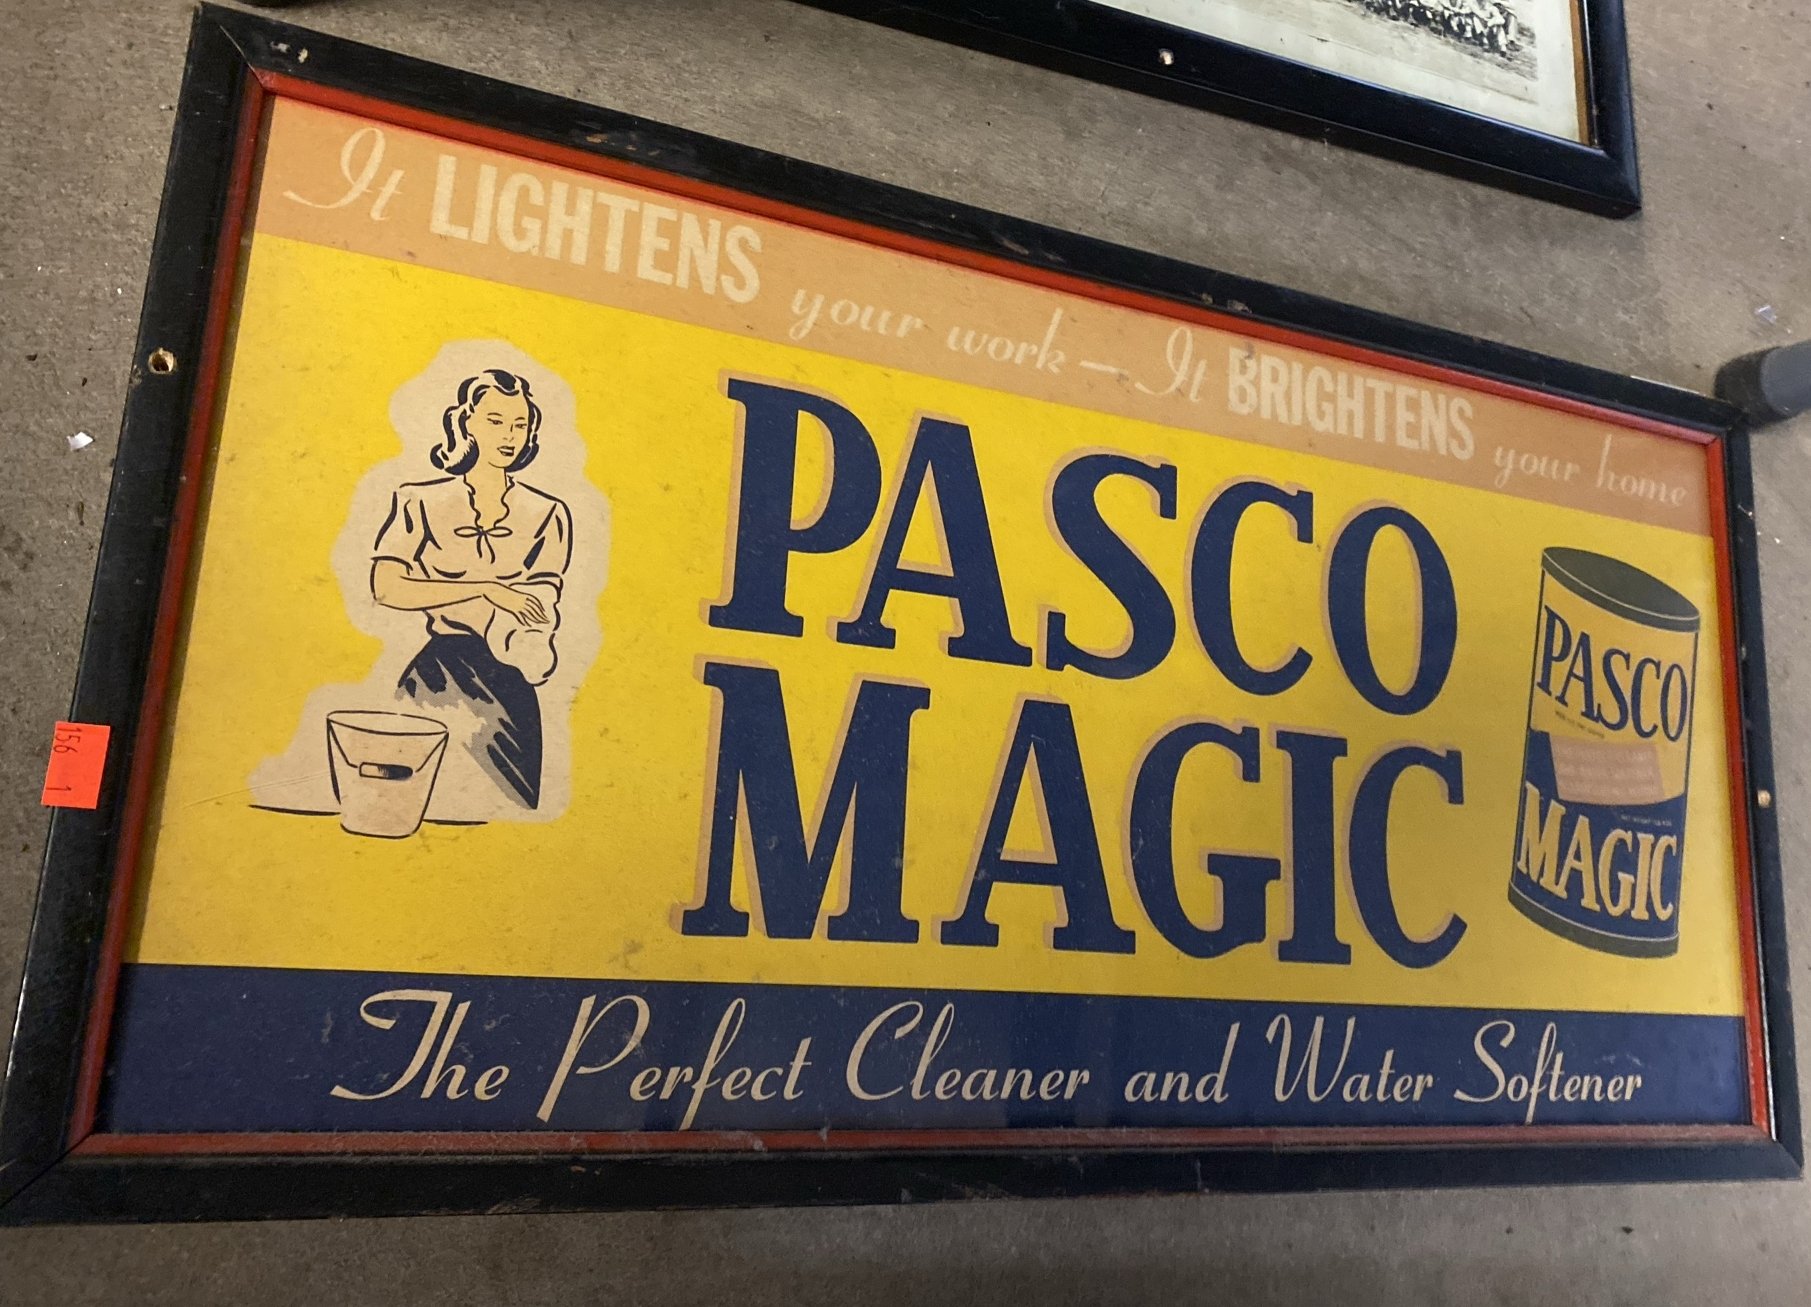 It LIGHTENS your work — It BRIGHTENS your home
PASCO
MAGIC
PASCO
MAGIC
The Perfect Cleaner and Water Softener
156
1